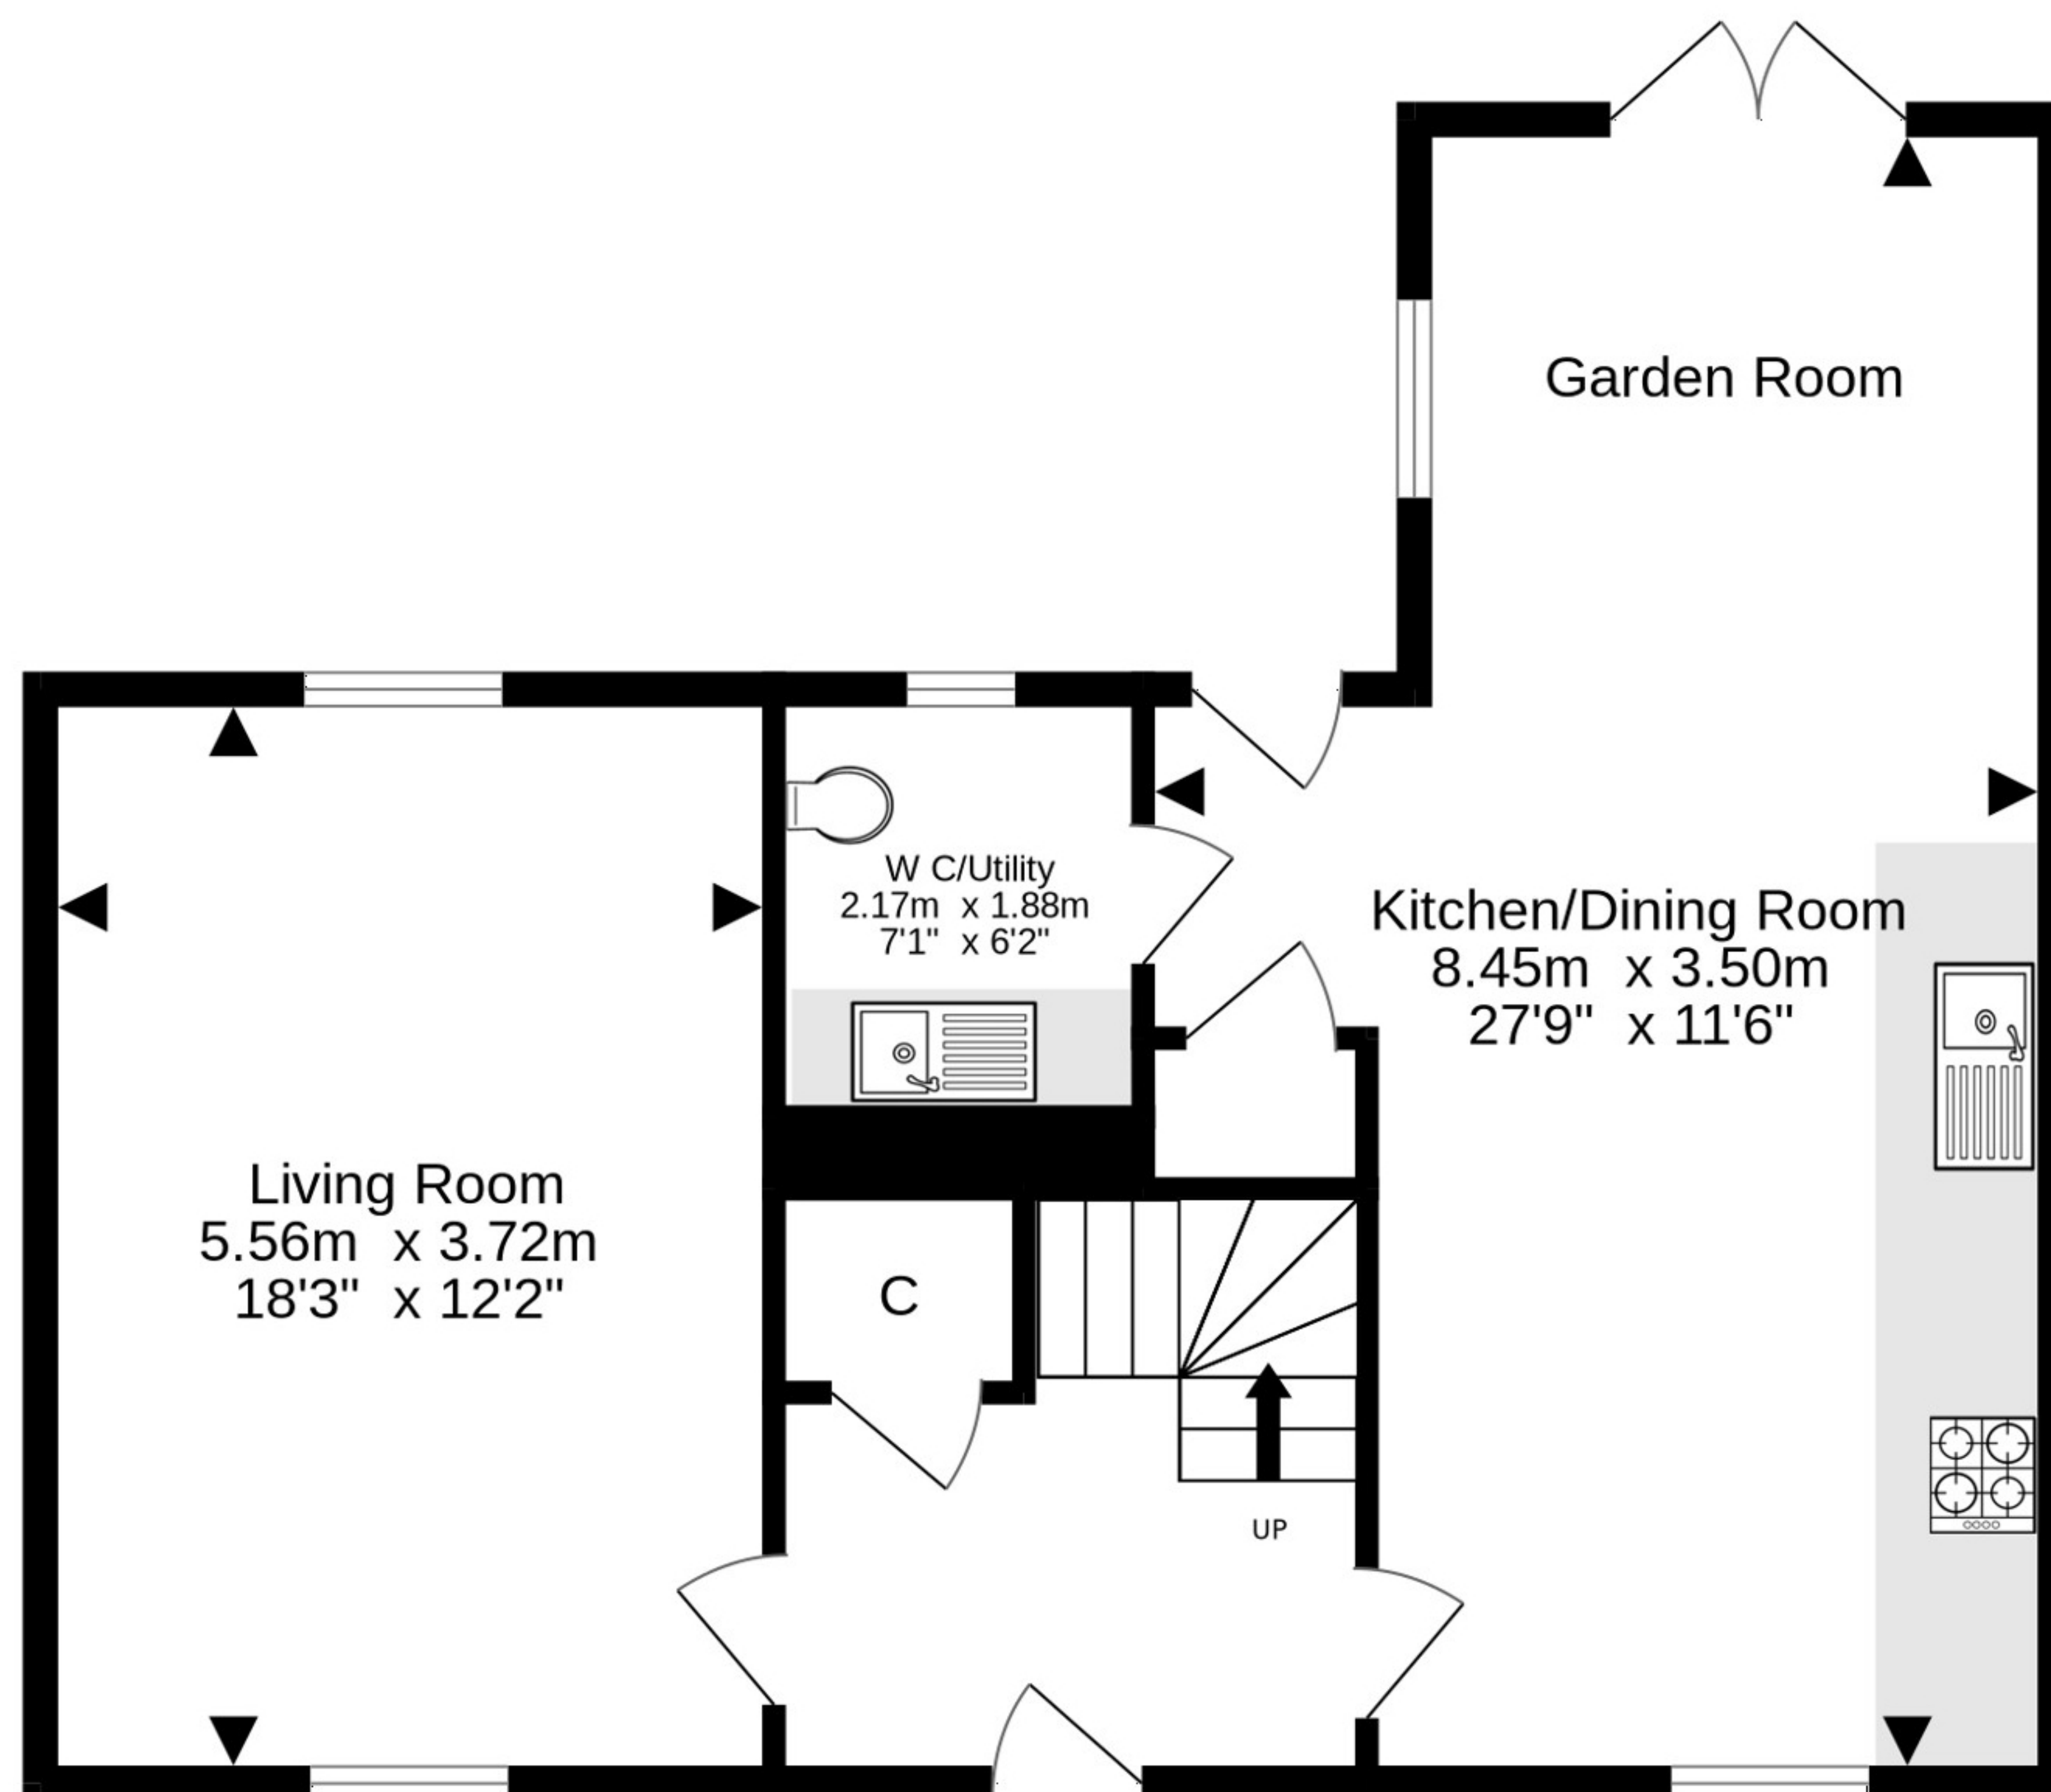 Garden Room
W C/Utility
2.17m x 1.88m
7'1" x 6'2"
Kitchen/Dining Room
8.45m x 3.50m
27'9" x 11'6"
Living Room
5.56m x 3.72m
18'3" x 12'2"
C
UP